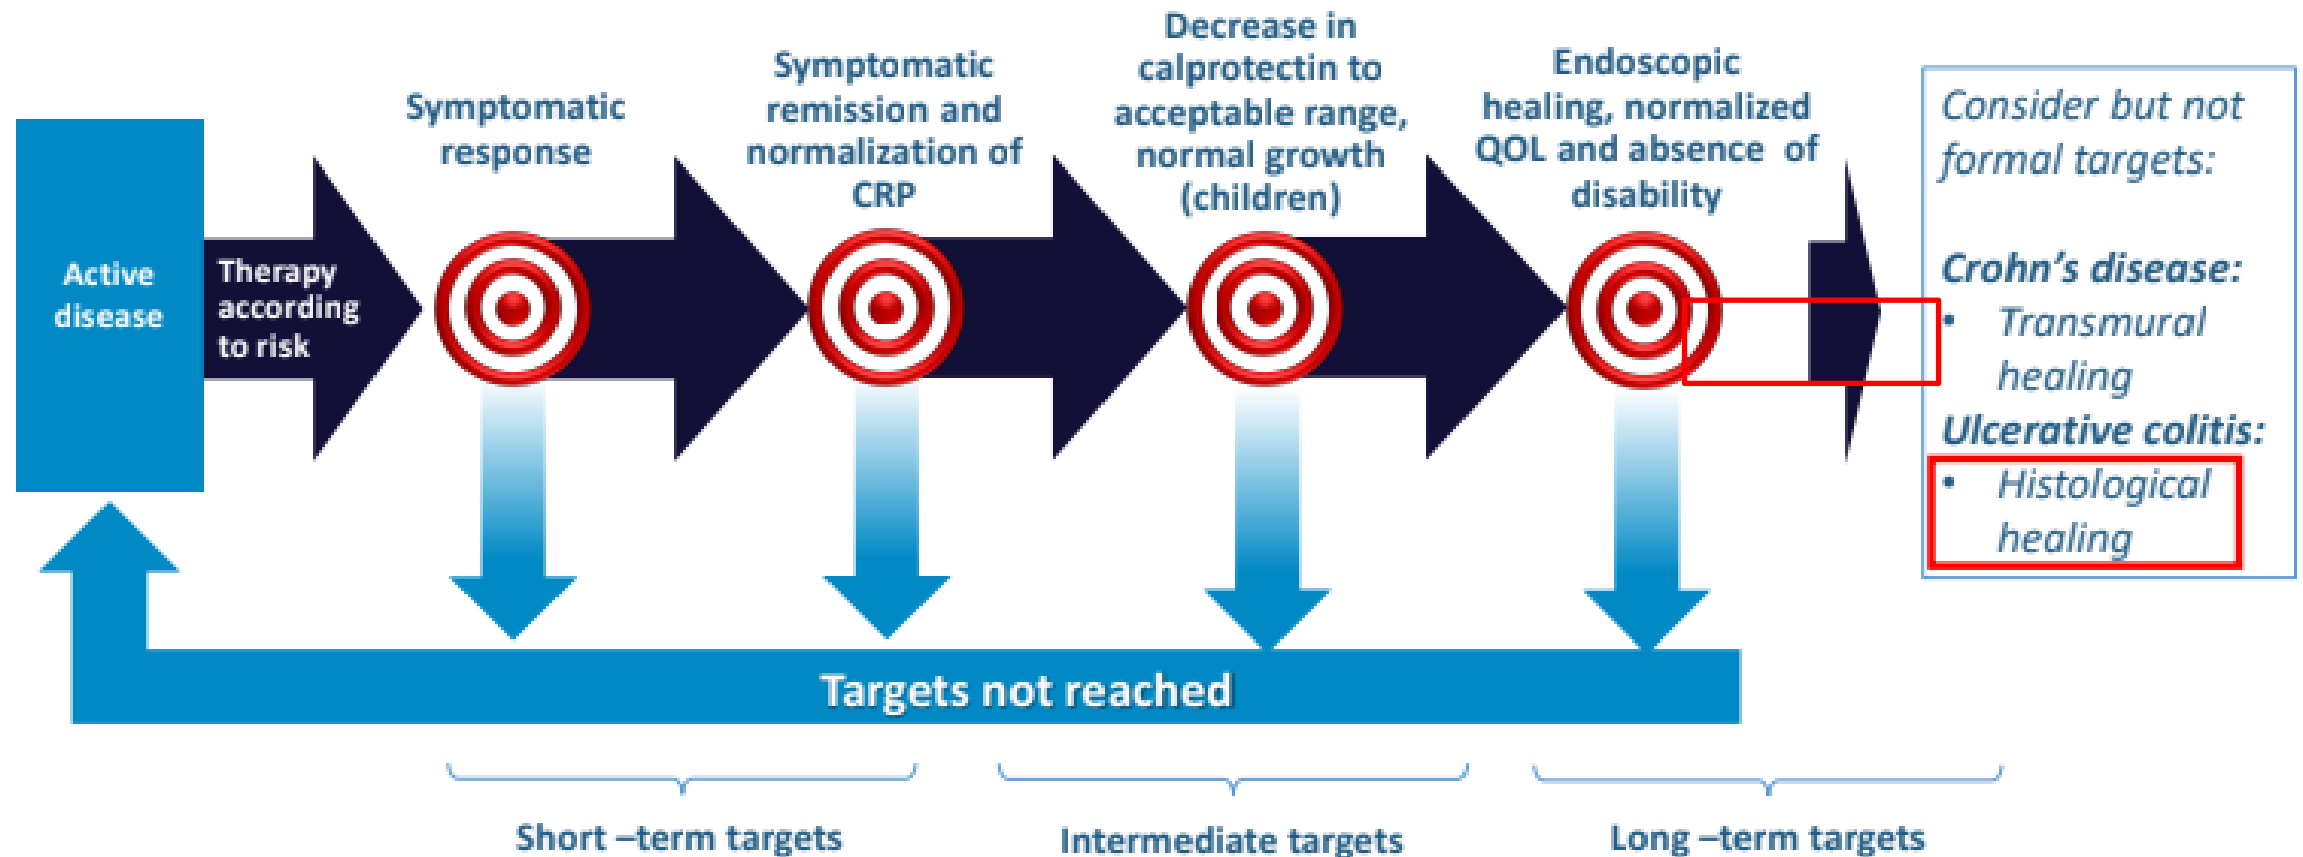 Active
disease
Therapy
according
to risk
Symptomatic
response
Symptomatic
remission and
normalization of
CRP
Decrease in
calprotectin to
acceptable range,
normal growth
(children)
Endoscopic
healing, normalized
QOL and absence of
disability
Consider but not
formal targets:
Crohn’s disease:
• Transmural
healing
Ulcerative colitis:
• Histological
healing
Targets not reached
Short –term targets
Intermediate targets
Long –term targets